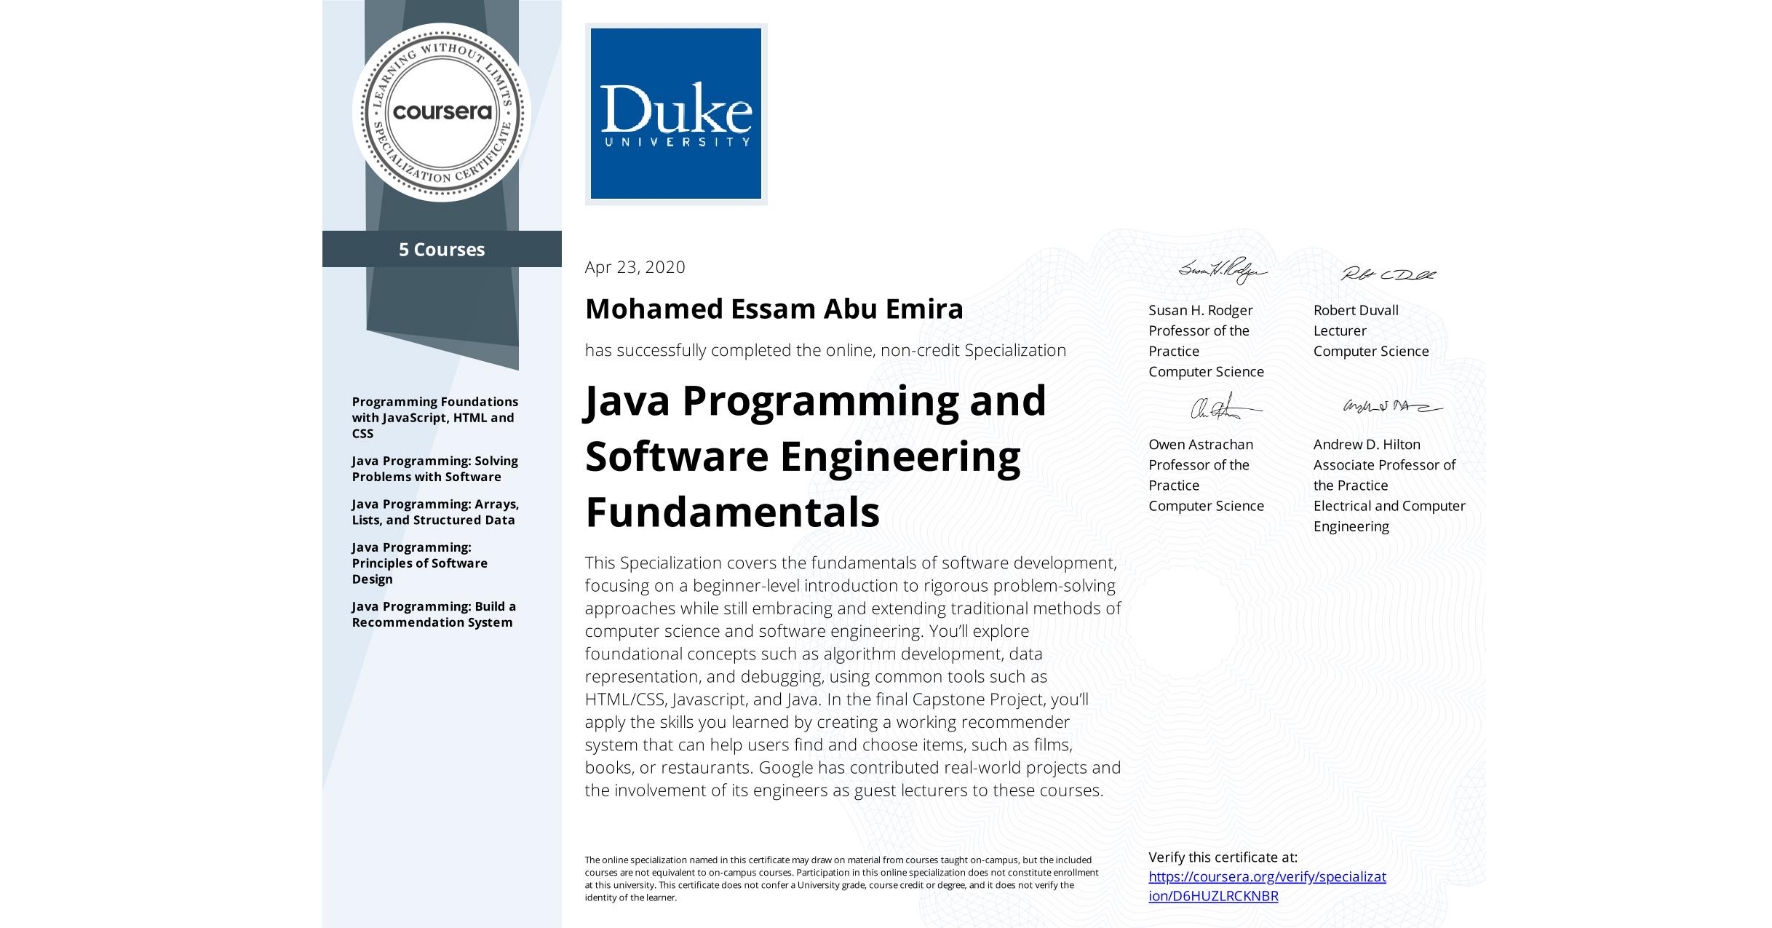 LEARNING WITHOUT LIMITS
coursera
SPECIALIZATION CERTIFICATE
5 Courses
Programming Foundations
with JavaScript, HTML and
CSS
Java Programming: Solving
Problems with Software
Java Programming: Arrays,
Lists, and Structured Data
Java Programming:
Principles of Software
Design
Java Programming: Build a
Recommendation System
Duke
UNIVERSITY
Apr 23, 2020
Mohamed Essam Abu Emira
has successfully completed the online, non-credit Specialization
Java Programming and
Software Engineering
Fundamentals
This Specialization covers the fundamentals of software development,
focusing on a beginner-level introduction to rigorous problem-solving
approaches while still embracing and extending traditional methods of
computer science and software engineering. You’ll explore
foundational concepts such as algorithm development, data
representation, and debugging, using common tools such as
HTML/CSS, Javascript, and Java. In the final Capstone Project, you’ll
apply the skills you learned by creating a working recommender
system that can help users find and choose items, such as films,
books, or restaurants. Google has contributed real-world projects and
the involvement of its engineers as guest lecturers to these courses.
Susan H. Rodger
Professor of the
Practice
Computer Science
Robert Duvall
Lecturer
Computer Science
Owen Astrachan
Professor of the
Practice
Computer Science
Andrew D. Hilton
Associate Professor of
the Practice
Electrical and Computer
Engineering
The online specialization named in this certificate may draw on material from courses taught on-campus, but the included
courses are not equivalent to on-campus courses. Participation in this online specialization does not constitute enrollment
at this university. This certificate does not confer a University grade, course credit or degree, and it does not verify the
identity of the learner.
Verify this certificate at:
https://coursera.org/verify/specializat
ion/D6HUZLRCKNBR